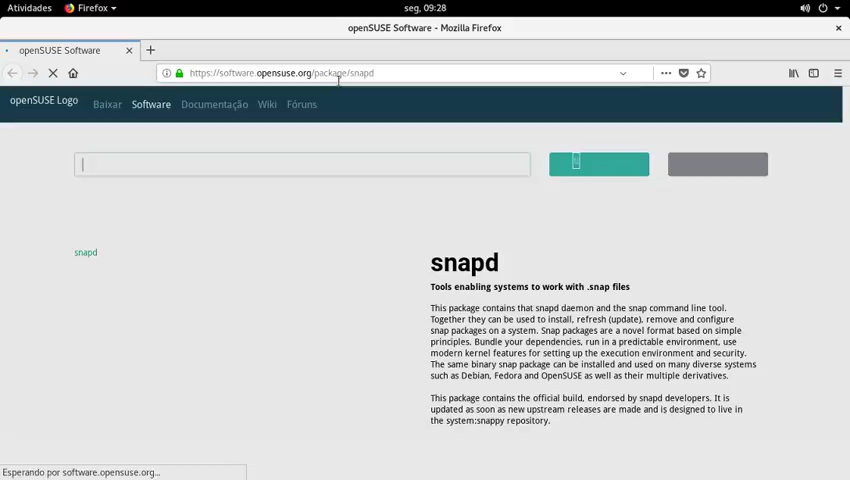 Atividades
Firefox
seg, 09:28
openSUSE Software - Mozilla Firefox
openSUSE Software
https://software.opensuse.org/package/snapd
openSUSE Logo
Baixar
Software
Documentação
Wiki
Fóruns
snapd
snapd
Tools enabling systems to work with .snap files
This package contains that snapd daemon and the snap command line tool.
Together they can be used to install, refresh (update), remove and configure
snap packages on a system. Snap packages are a novel format based on simple
principles. Bundle your dependencies, run in a predictable environment, use
modern kernel features for setting up the execution environment and security.
The same binary snap package can be installed and used on many diverse systems
such as Debian, Fedora and OpenSUSE as well as their multiple derivatives.
This package contains the official build, endorsed by snapd developers. It is
updated as soon as new upstream releases are made and is designed to live in
the system:snappy repository.
Esperando por software.opensuse.org...